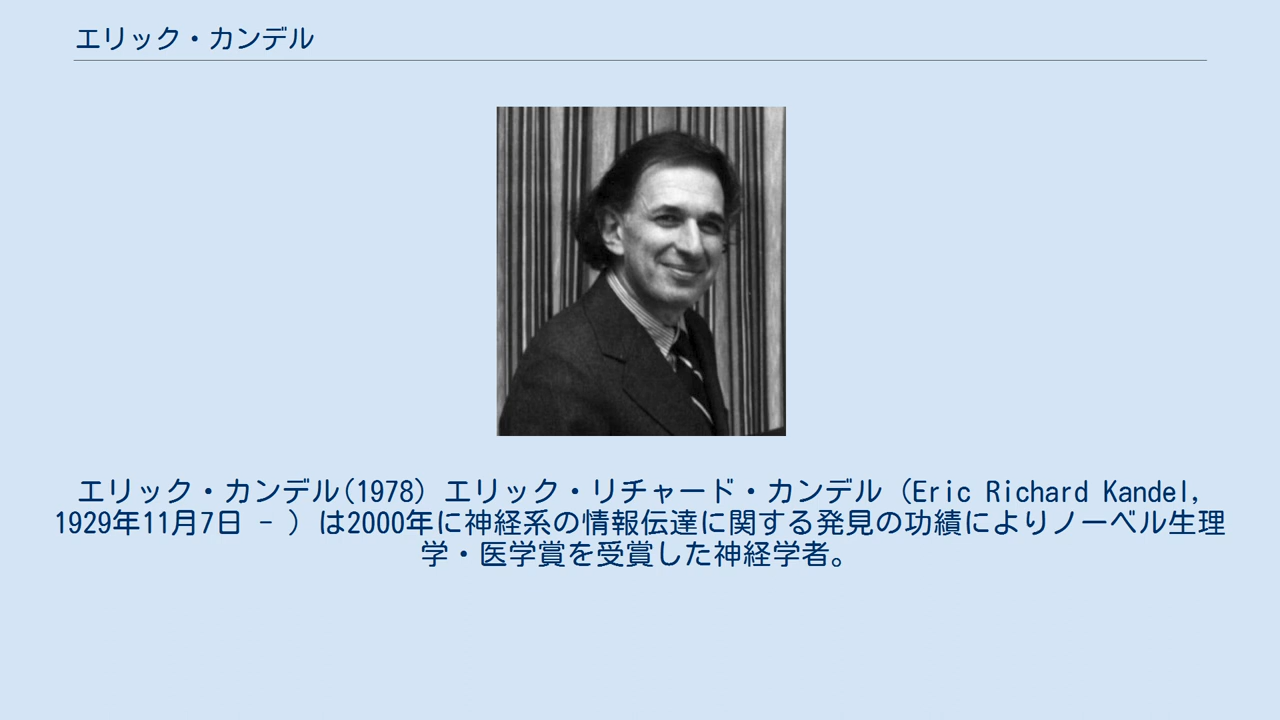 エリック・カンデル
エリック・カンデル(1978) エリック・リチャード・カンデル (Eric Richard Kandel,
1929年11月7日 - ) は2000年に神経系の情報伝達に関する発見の功績によりノーベル生理
学・医学賞を受賞した神経学者。